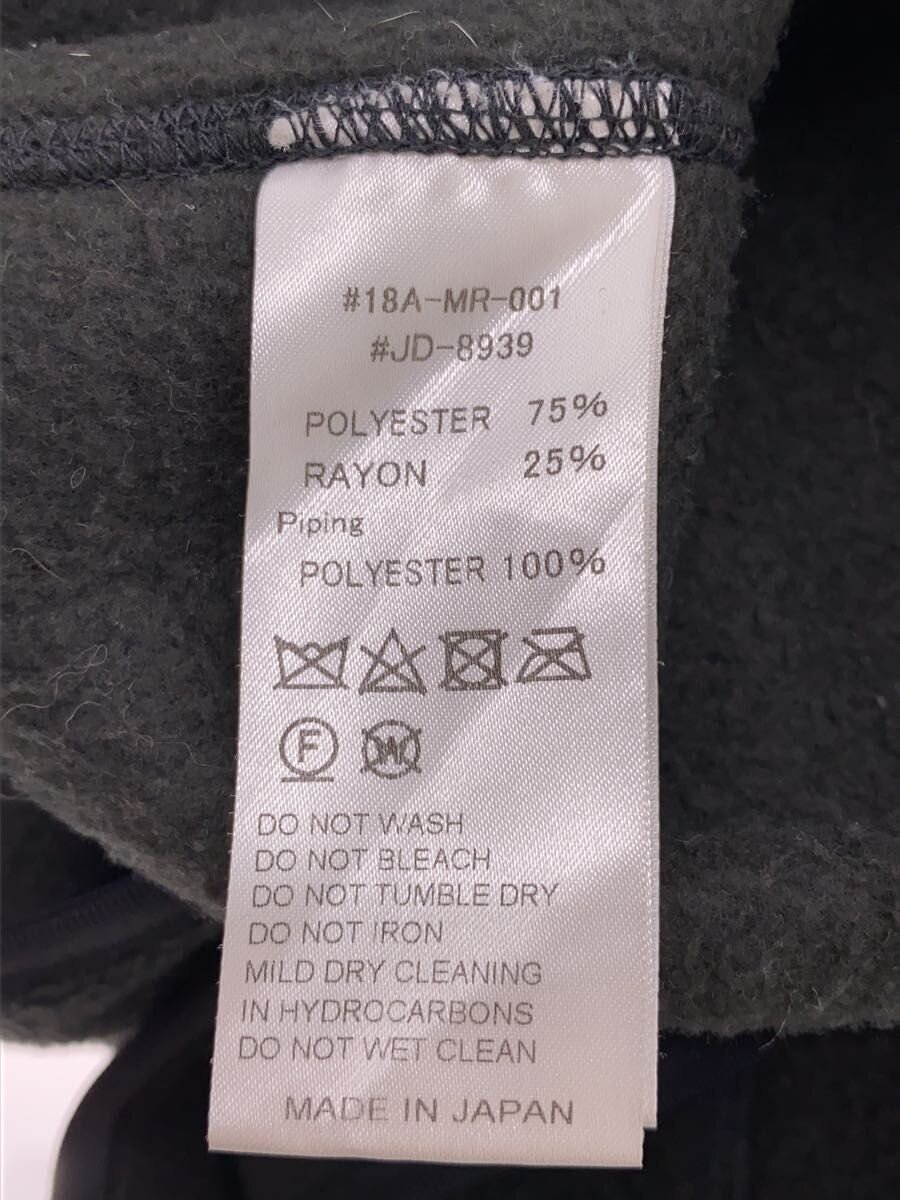 #18A-MR-001
#JD-8939
POLYESTER 75%
RAYON 25%
Piping
POLYESTER 100%
F W
DO NOT WASH
DO NOT BLEACH
DO NOT TUMBLE DRY
DO NOT IRON
MILD DRY CLEANING
IN HYDROCARBONS
DO NOT WET CLEAN
MADE IN JAPAN